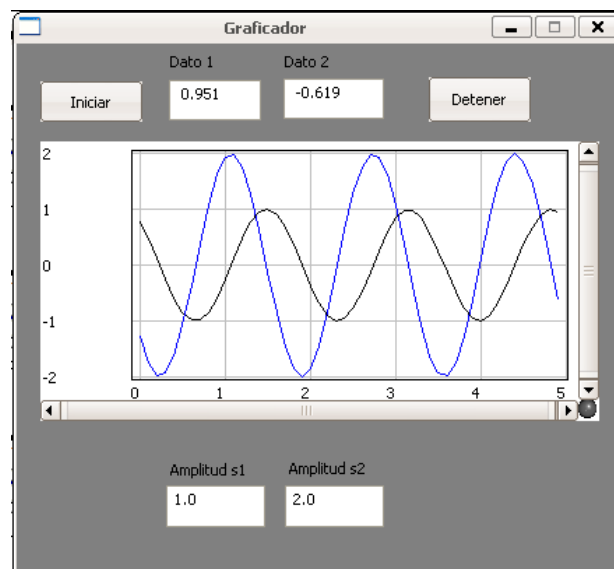 Graficador
Dato 1 Dato 2
Iniciar 0.951 -0.619 Detener
2
1
0
-1
-2
0 1 2 3 4 5
Amplitud s1 Amplitud s2
1.0 2.0